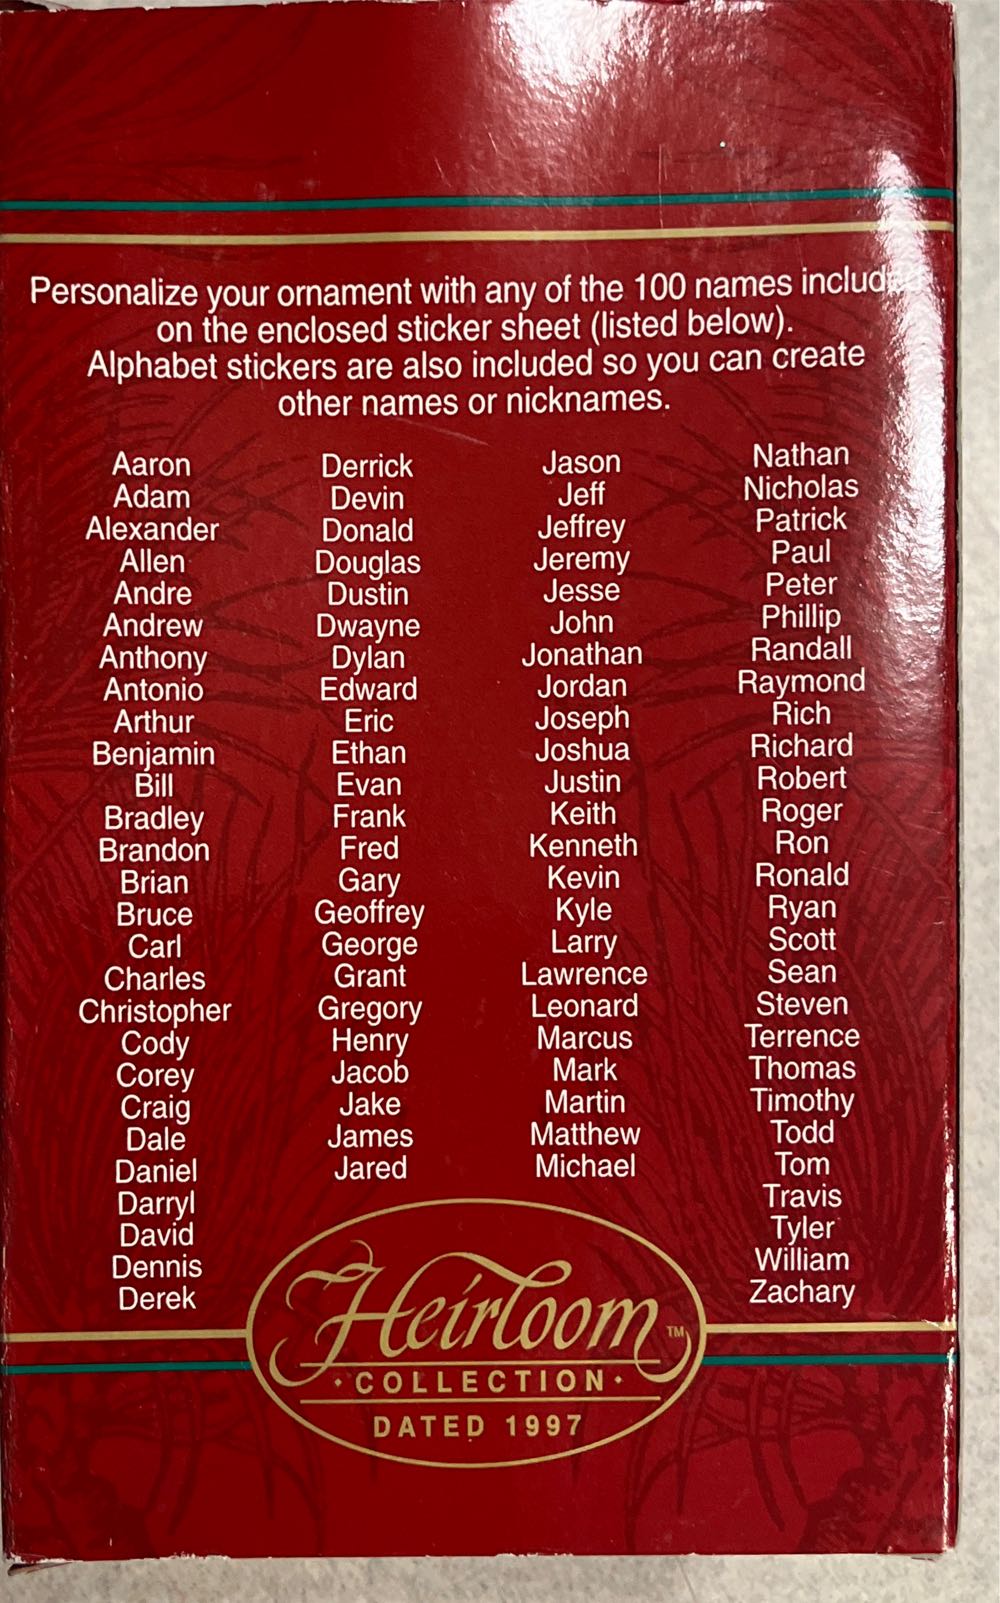 Personalize your ornament with any of the 100 names included
on the enclosed sticker sheet (listed below).
Alphabet stickers are also included so you can create
other names or nicknames.
Aaron
Adam
Alexander
Allen
Andre
Andrew
Anthony
Antonio
Arthur
Benjamin
Bill
Bradley
Brandon
Brian
Bruce
Carl
Charles
Christopher
Cody
Corey
Craig
Dale
Daniel
Darryl
David
Dennis
Derek
Derrick
Devin
Donald
Douglas
Dustin
Dwayne
Dylan
Edward
Eric
Ethan
Evan
Frank
Fred
Gary
Geoffrey
George
Grant
Gregory
Henry
Jacob
Jake
James
Jared
Jason
Jeff
Jeffrey
Jeremy
Jesse
John
Jonathan
Jordan
Joseph
Joshua
Justin
Keith
Kenneth
Kevin
Kyle
Larry
Lawrence
Leonard
Marcus
Mark
Martin
Matthew
Michael
Nathan
Nicholas
Patrick
Paul
Peter
Phillip
Randall
Raymond
Rich
Richard
Robert
Roger
Ron
Ronald
Ryan
Scott
Sean
Steven
Terrence
Thomas
Timothy
Todd
Tom
Travis
Tyler
William
Zachary
Heirloom™
·COLLECTION·
DATED 1997